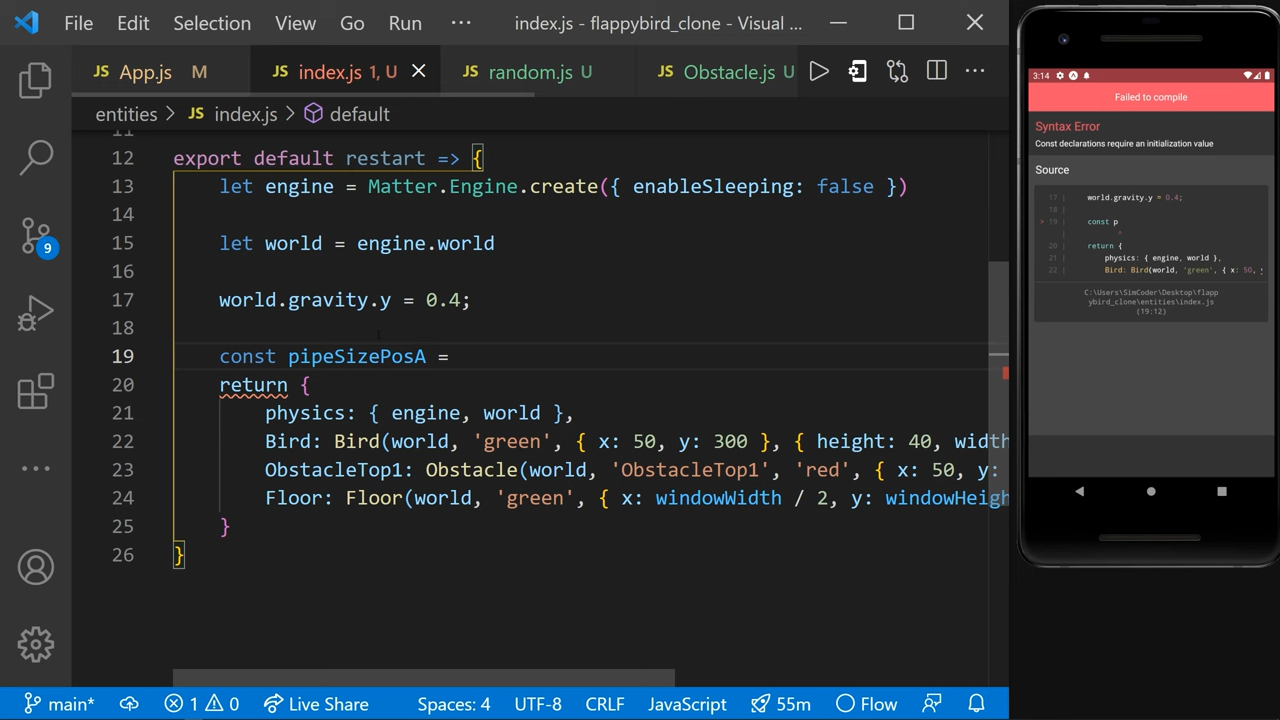 File Edit Selection View Go Run ··· index.js - flappybird_clone - Visual ...
JS App.js M JS index.js 1, U JS random.js U JS Obstacle.js U ···
entities > JS index.js > default
11
12 export default restart => {
13 let engine = Matter.Engine.create({ enableSleeping: false })
14
15 let world = engine.world
16
17 world.gravity.y = 0.4;
18
19 const pipeSizePosA =
20 return {
21 physics: { engine, world },
22 Bird: Bird(world, 'green', { x: 50, y: 300 }, { height: 40, width
23 ObstacleTop1: Obstacle(world, 'ObstacleTop1', 'red', { x: 50, y:
24 Floor: Floor(world, 'green', { x: windowWidth / 2, y: windowHeigh
25 }
26 }
9
main* 1 0 Live Share Spaces: 4 UTF-8 CRLF JavaScript 55m Flow
3:14
Failed to compile
Syntax Error
Const declarations require an initialization value
Source
17 | world.gravity.y = 0.4;
18 |
> 19 | const p
| ^
20 | return {
21 | physics: { engine, world },
22 | Bird: Bird(world, 'green', { x: 50, y
C:\Users\SimCoder\Desktop\flapp
ybird_clone\entities\index.js
(19:12)